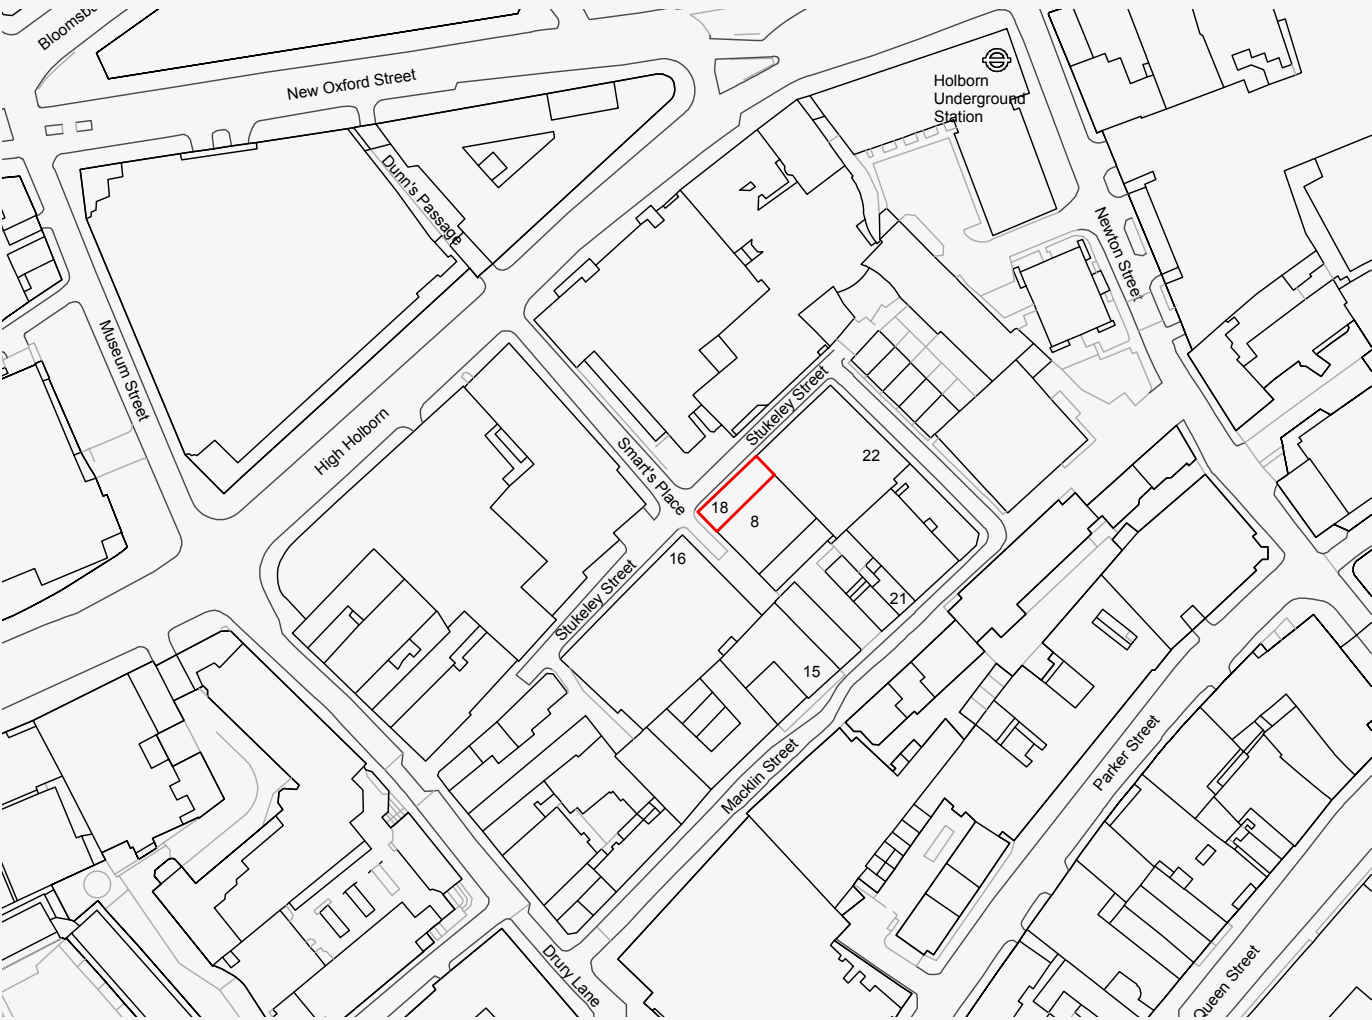 Bloomsbu
New Oxford Street
Holborn
Underground
Station
Dunn's Passage
Newton Street
Museum Street
High Holborn
Stukeley Street
Smart's Place
22
18
8
16
Stukeley Street
21
15
Macklin Street
Parker Street
Drury Lane
Queen Street